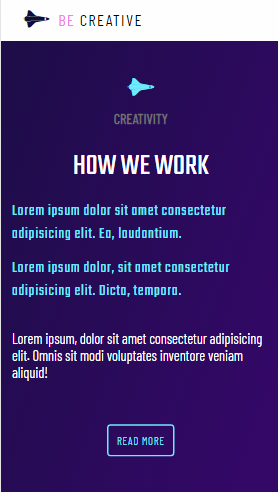 BE CREATIVE
CREATIVITY
HOW WE WORK
Lorem ipsum dolor sit amet consectetur
adipisicing elit. Ea, laudantium.
Lorem ipsum dolor, sit amet consectetur
adipisicing elit. Dicta, tempora.
Lorem ipsum, dolor sit amet consectetur adipisicing
elit. Omnis sit modi voluptates inventore veniam
aliquid!
READ MORE